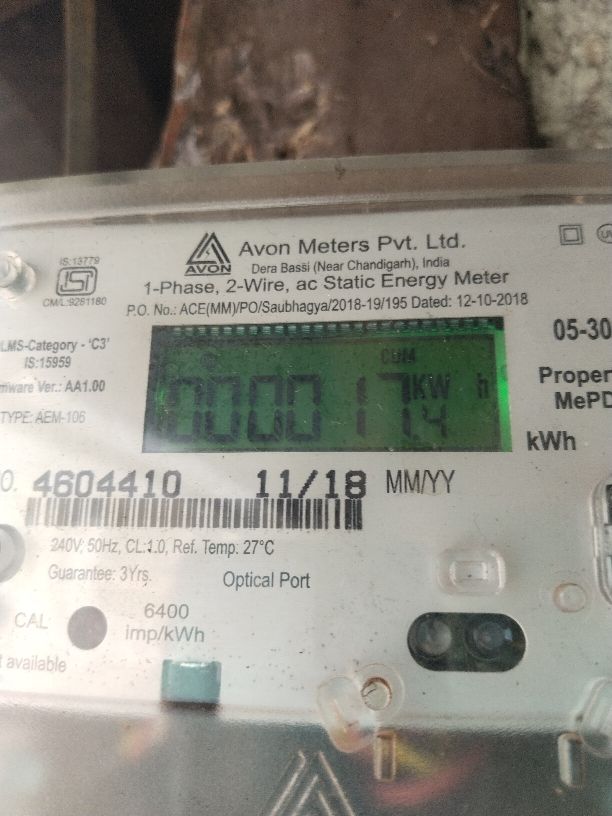 IS:13779
ISI
CM/L:9261180
AVON
Avon Meters Pvt. Ltd.
Dera Bassi (Near Chandigarh), India
1-Phase, 2-Wire, ac Static Energy Meter
P.O. No.: ACE(MM)/PO/Saubhagya/2018-19/195 Dated: 12-10-2018
LMS-Category - 'C3'
IS:15959
mware Ver.: AA1.00
TYPE: AEM-106
CUM
000017.4 KW h
05-30
Proper
MePD
kWh
O. 4604410 11/18 MM/YY
240V, 50Hz, CL:1.0, Ref. Temp: 27°C
Guarantee: 3Yrs.
Optical Port
CAL
6400
imp/kWh
t available